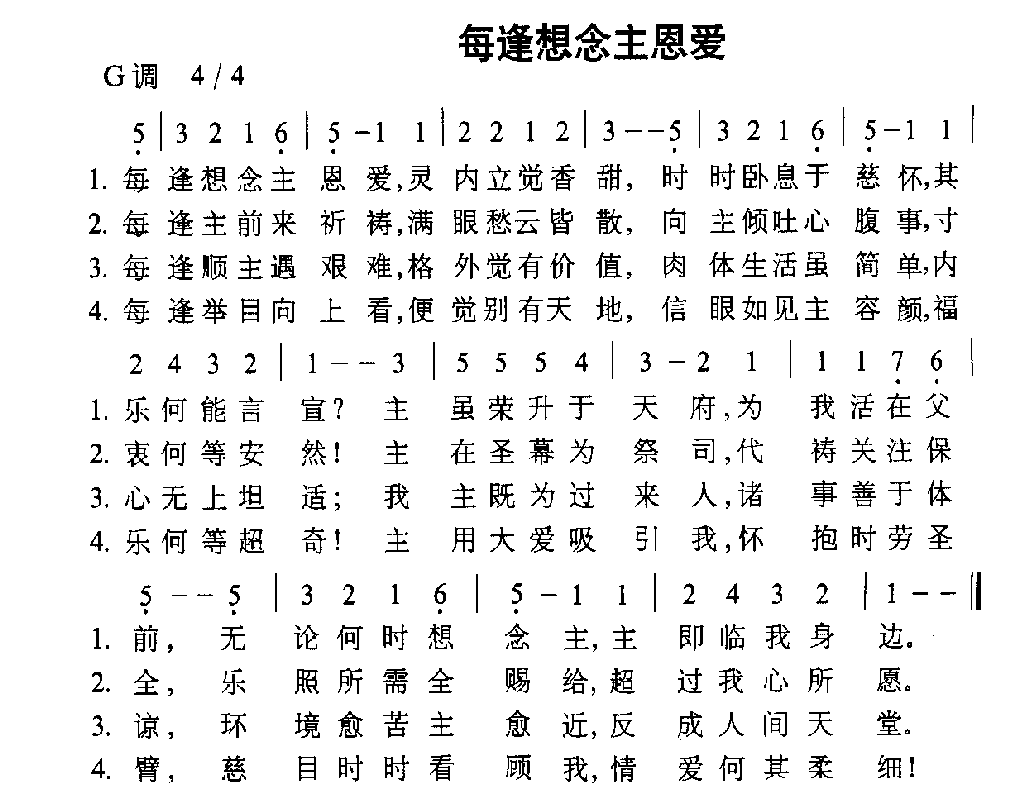 每逢想念主恩爱
G调 4/4
5̣ | 3 2 1 6̣ | 5̣ - 1 1 | 2 2 1 2 | 3 - - 5̣ | 3 2 1 6̣ | 5̣ - 1 1 |
1. 每逢想念主恩爱,灵内立觉香甜,时时卧息于慈怀,其
2. 每逢主前来祈祷,满眼愁云皆散,向主倾吐心腹事,寸
3. 每逢顺主遇艰难,格外觉有价值,肉体生活虽简单,内
4. 每逢举目向上看,便觉别有天地,信眼如见主容颜,福
2 4 3 2 | 1 - - 3 | 5 5 5 4 | 3 - 2 1 | 1 1 7̣ 6̣ |
1. 乐何能言宣?主虽荣升于天府,为我活在父
2. 衷何等安然!主在圣幕为祭司,代祷关注保
3. 心无上坦适;我主既为过来人,诸事善于体
4. 乐何等超奇!主用大爱吸引我,怀抱时劳圣
5̣ - - 5̣ | 3 2 1 6̣ | 5̣ - 1 1 | 2 4 3 2 | 1 - - ‖
1. 前,无论何时想念主,主即临我身边。
2. 全,乐照所需全赐给,超过我心所愿。
3. 谅,环境愈苦主愈近,反成人间天堂.
4. 臂,慈目时时看顾我,情爱何其柔细!